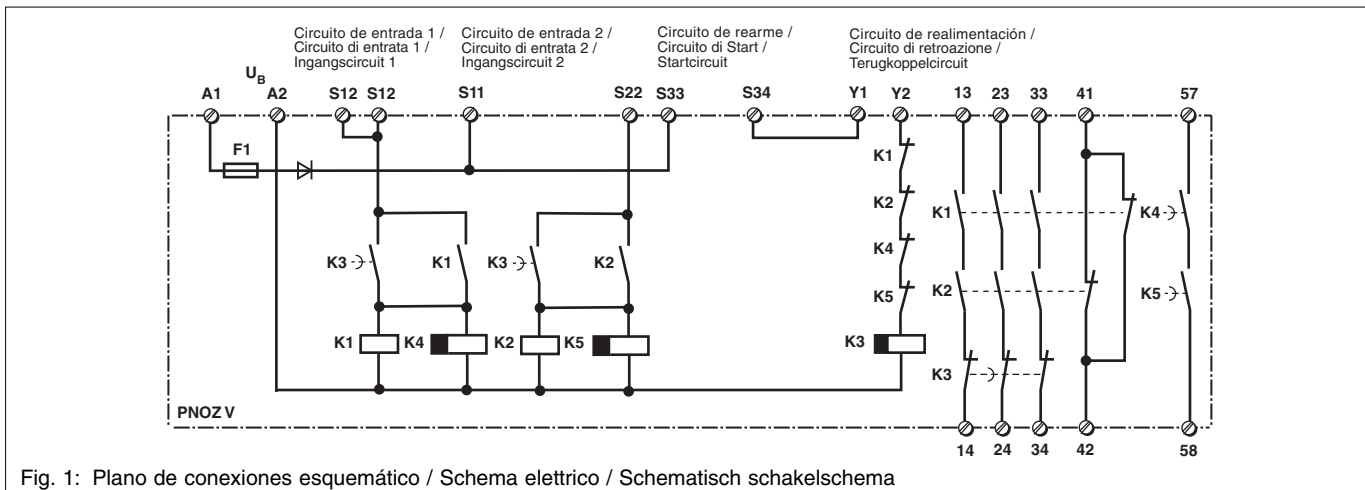 Circuito de entrada 1 /
Circuito di entrata 1 /
Ingangscircuit 1
Circuito de entrada 2 /
Circuito di entrata 2 /
Ingangscircuit 2
Circuito de rearme /
Circuito di Start /
Startcircuit
Circuito de realimentación /
Circuito di retroazione /
Terugkoppelcircuit
UB
A1 A2 S12 S12 S11 S22 S33 S34 Y1 Y2 13 23 33 41 57
F1
K1
K2
K1 K4
K3 K1 K3 K2 K4
K5 K2 K5
K1 K4 K2 K5 K3
K3
PNOZ V
14 24 34 42 58
Fig. 1: Plano de conexiones esquemático / Schema elettrico / Schematisch schakelschema